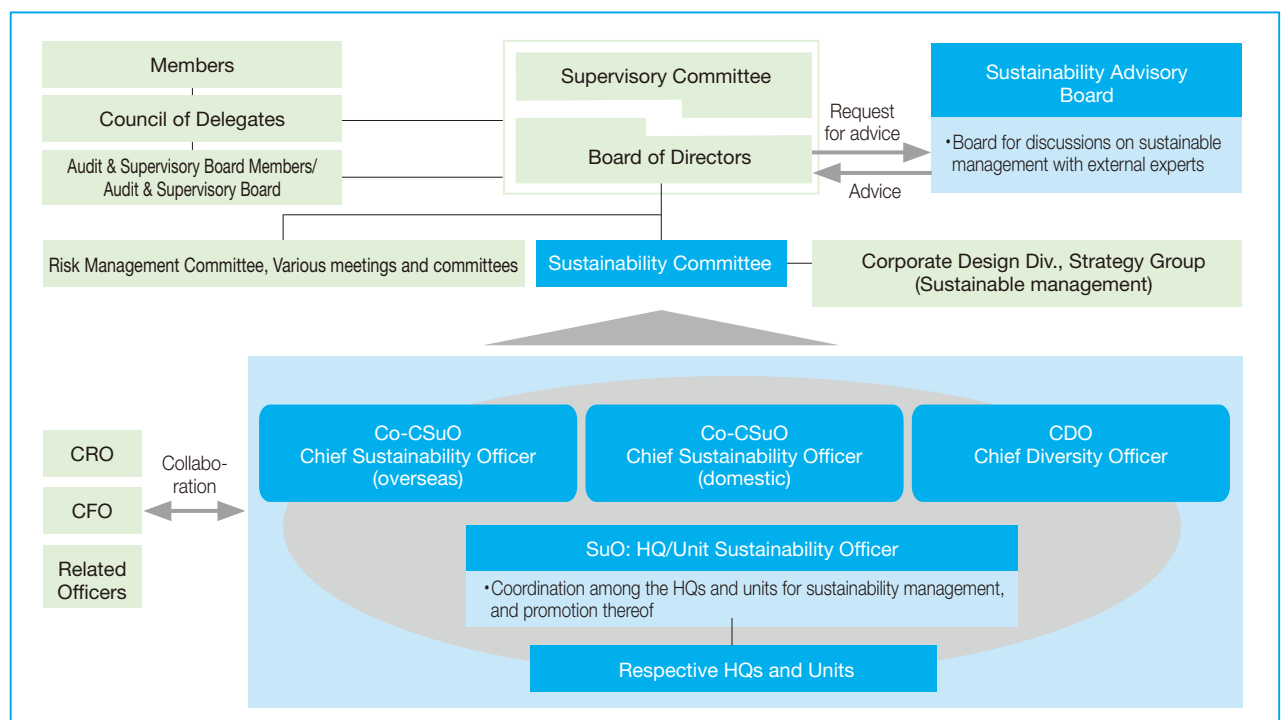 Members
Council of Delegates
Audit & Supervisory Board Members/
Audit & Supervisory Board
Supervisory Committee
Board of Directors
Request
for advice
Advice
Sustainability Advisory
Board
・Board for discussions on sustainable
management with external experts
Risk Management Committee, Various meetings and committees
Sustainability Committee
Corporate Design Div., Strategy Group
(Sustainable management)
CRO
CFO
Related
Officers
Collabo-
ration
Co-CSuO
Chief Sustainability Officer
(overseas)
Co-CSuO
Chief Sustainability Officer
(domestic)
CDO
Chief Diversity Officer
SuO: HQ/Unit Sustainability Officer
・Coordination among the HQs and units for sustainability management,
and promotion thereof
Respective HQs and Units